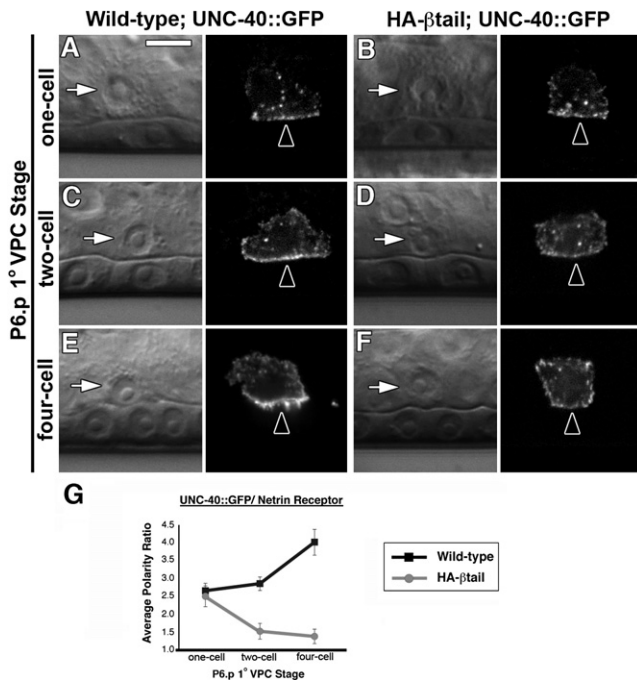 Wild-type; UNC-40::GFP HA-βtail; UNC-40::GFP
P6.p 1° VPC Stage
one-cell
A
B
two-cell
C
D
four-cell
E
F
G
UNC-40::GFP/ Netrin Receptor
Average Polarity Ratio
4.5
4.0
3.5
3.0
2.5
2.0
1.5
1.0
one-cell two-cell four-cell
P6.p 1° VPC Stage
Wild-type
HA-βtail